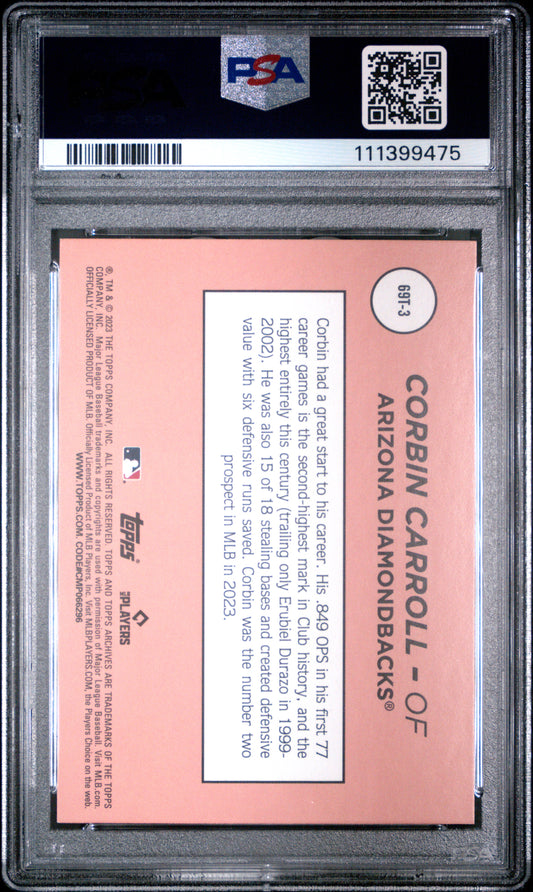 PSA
111399475
69T-3
CORBIN CARROLL - OF
ARIZONA DIAMONDBACKS®
Corbin had a great start to his career. His .849 OPS in his first 77
career games is the second-highest mark in Club history, and the
highest entirely this century (trailing only Erubiel Durazo in 1999-
2002). He was also 15 of 18 stealing bases and created defensive
value with six defensive runs saved. Corbin was the number two
prospect in MLB in 2023.
topps®
MLB PLAYERS
®, TM & © 2023 THE TOPPS COMPANY, INC. ALL RIGHTS RESERVED. TOPPS AND TOPPS ARCHIVES ARE TRADEMARKS OF THE TOPPS
COMPANY, INC. Major League Baseball trademarks and copyrights are used with permission of Major League Baseball. Visit MLB.com.
OFFICIALLY LICENSED PRODUCT OF MLB. Officially Licensed Product of MLB Players, Inc. Visit MLBPLAYERS.COM, the Players Choice on the web.
WWW.TOPPS.COM. CODE#CMP066296
PSA